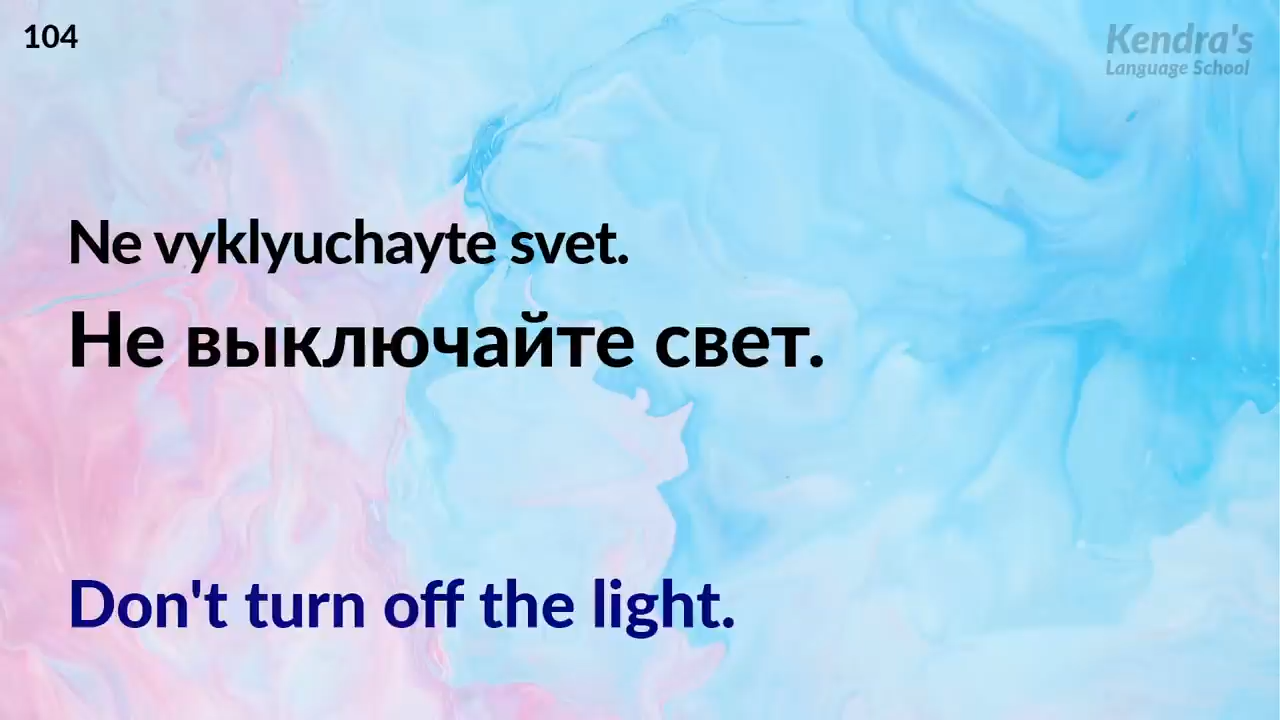 104
Kendra's
Language School
Ne vyklyuchayte svet.
Не выключайте свет.
Don't turn off the light.